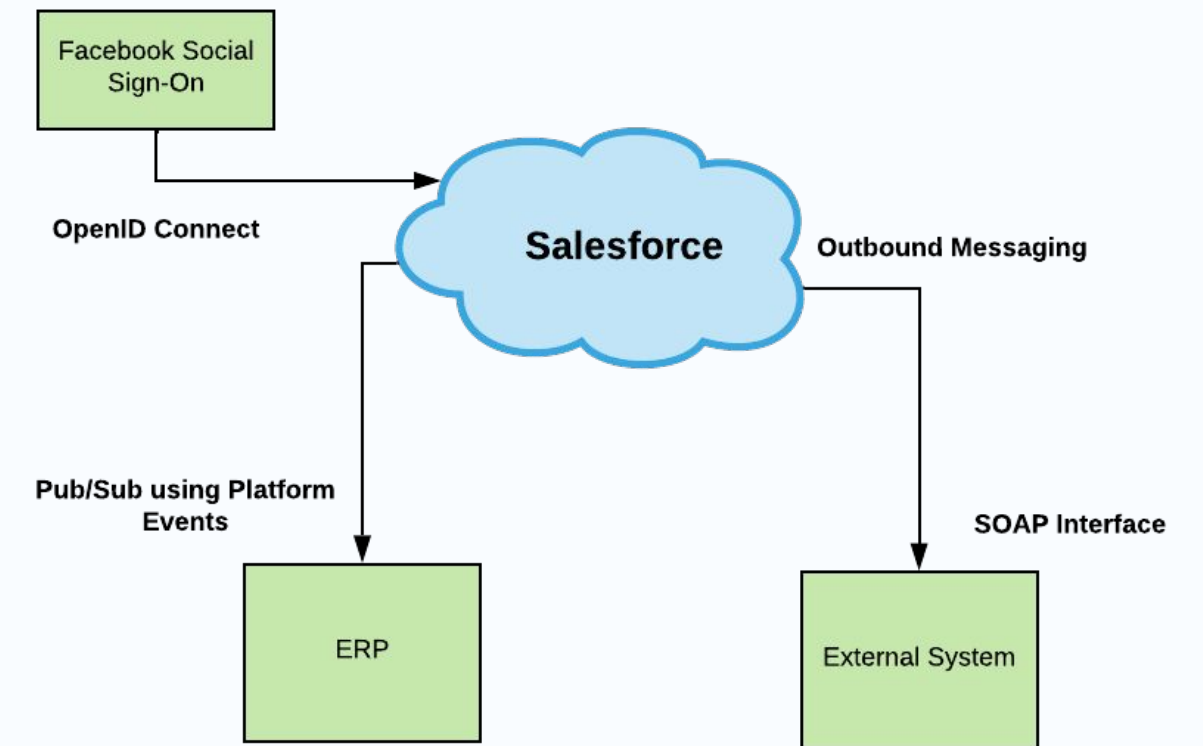 Facebook Social
Sign-On
OpenID Connect
Salesforce
Outbound Messaging
Pub/Sub using Platform
Events
SOAP Interface
ERP
External System